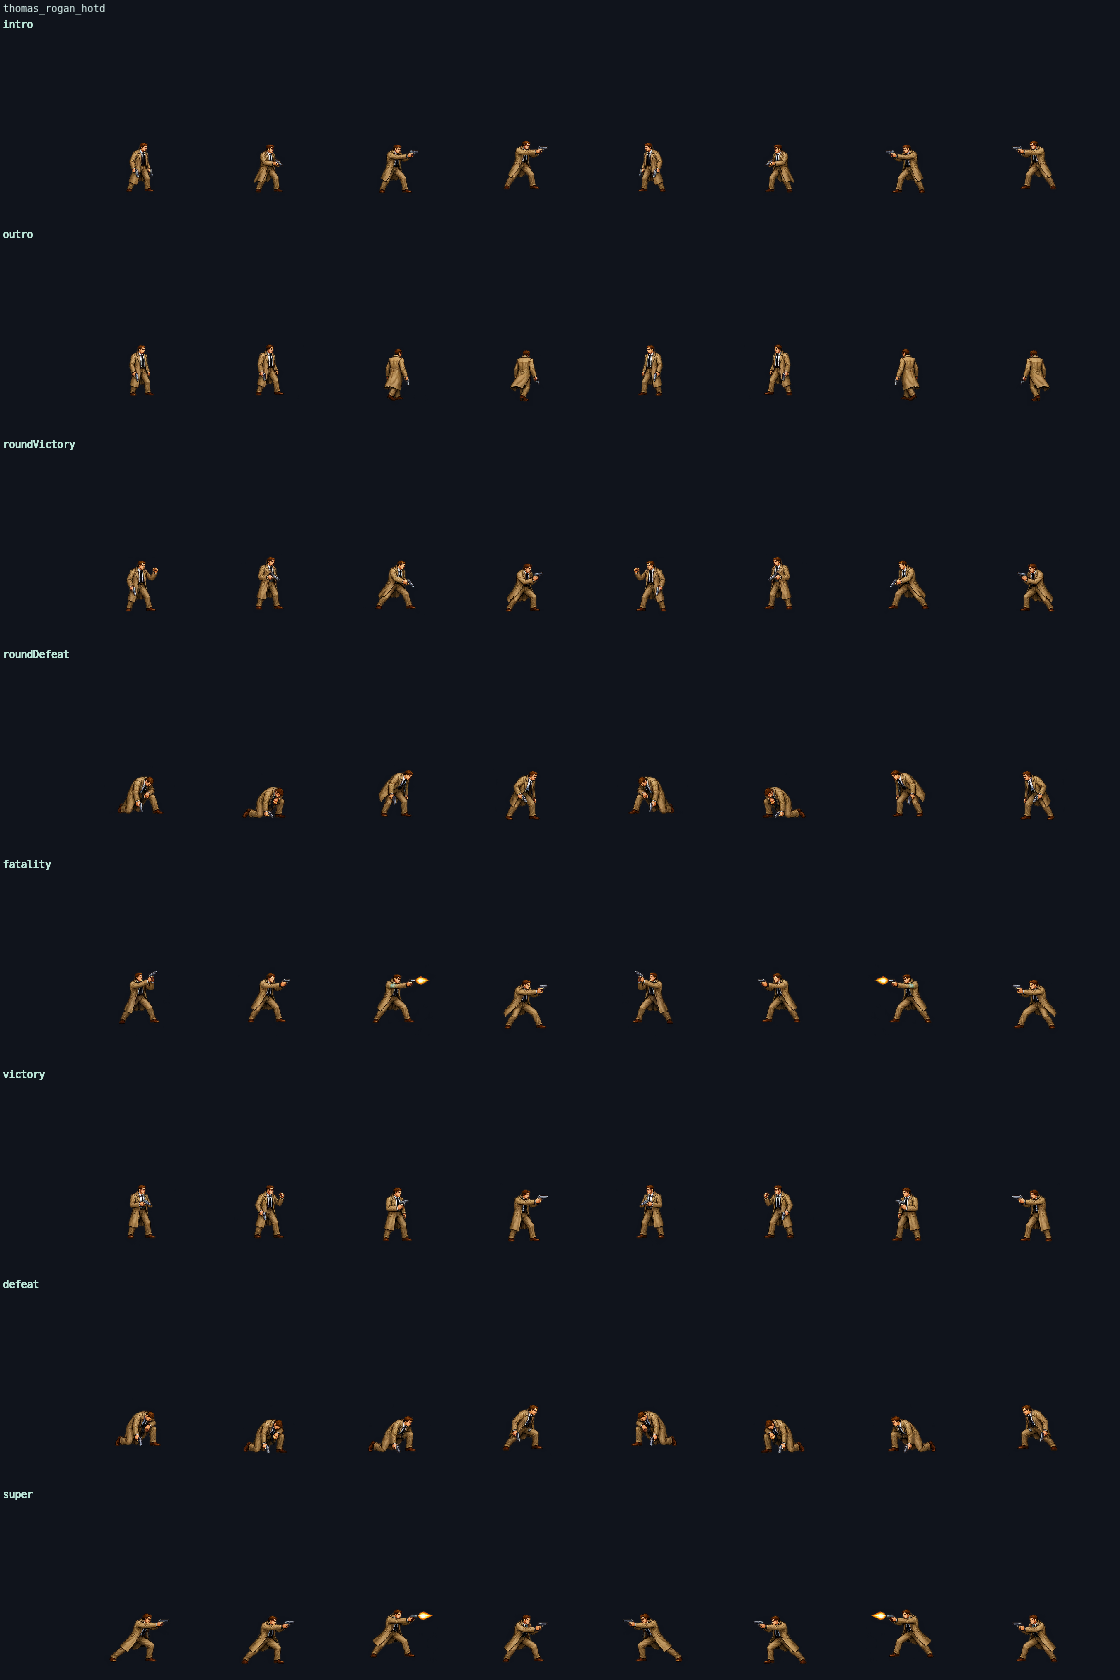 thomas_rogan_hotd
intro
outro
roundVictory
roundDefeat
fatality
victory
defeat
super